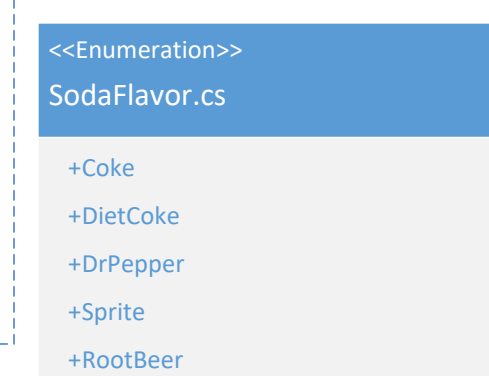 <<Enumeration>>
SodaFlavor.cs
+Coke
+DietCoke
+DrPepper
+Sprite
+RootBeer